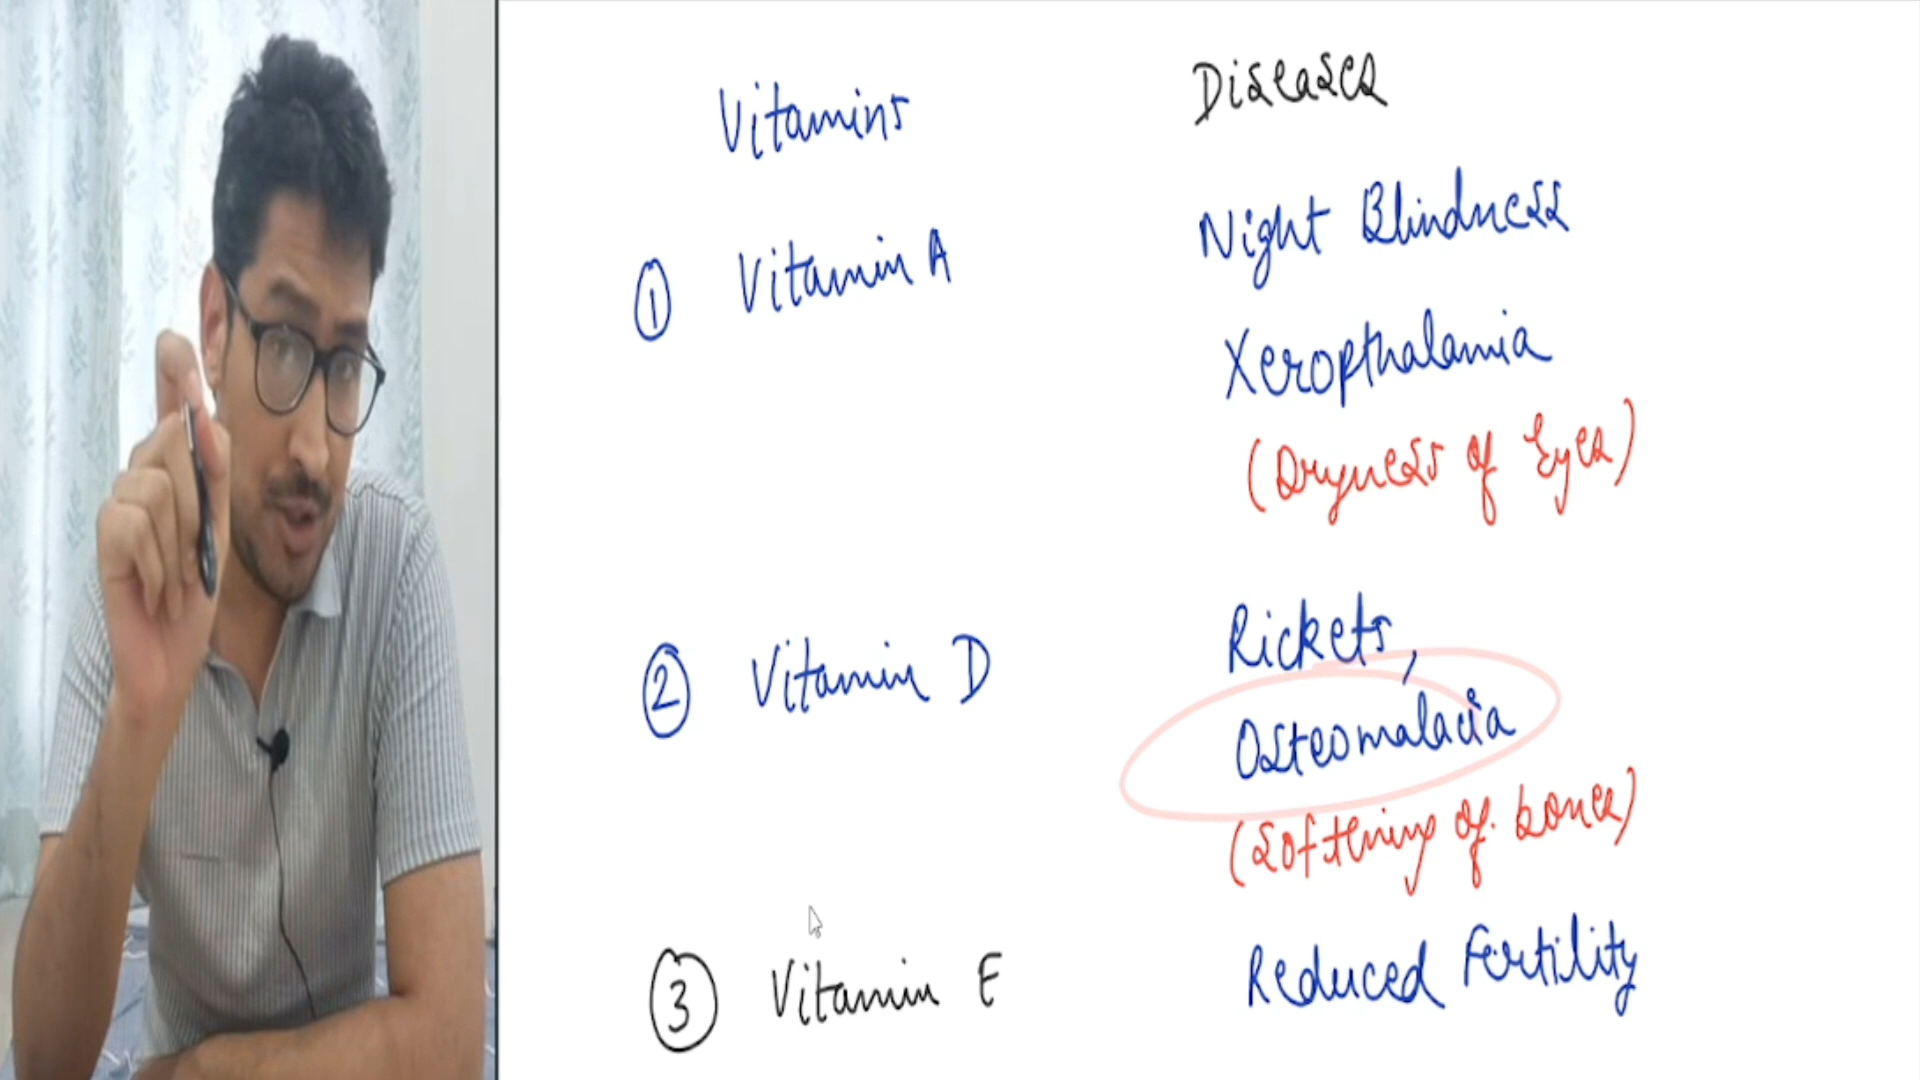 Vitamins Diseases
① Vitamin A Night Blindness
Xeropthalamia
(Dryness of Eyes)
② Vitamin D Rickets,
Osteomalacia
(Softening of bones)
③ Vitamin E Reduced Fertility